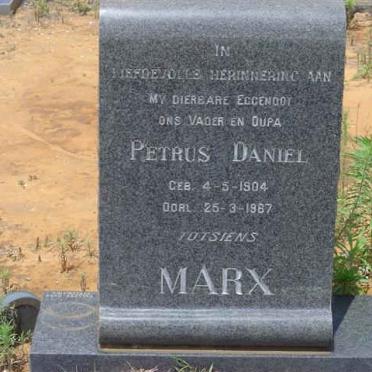 IN
LIEFDEVOLLE HERINNERING AAN
MY DIERBARE EGGENOOT
ONS VADER EN OUPA
PETRUS DANIEL
GEB. 4-5-1904
OORL. 25-3-1967
TOTSIENS
MARX